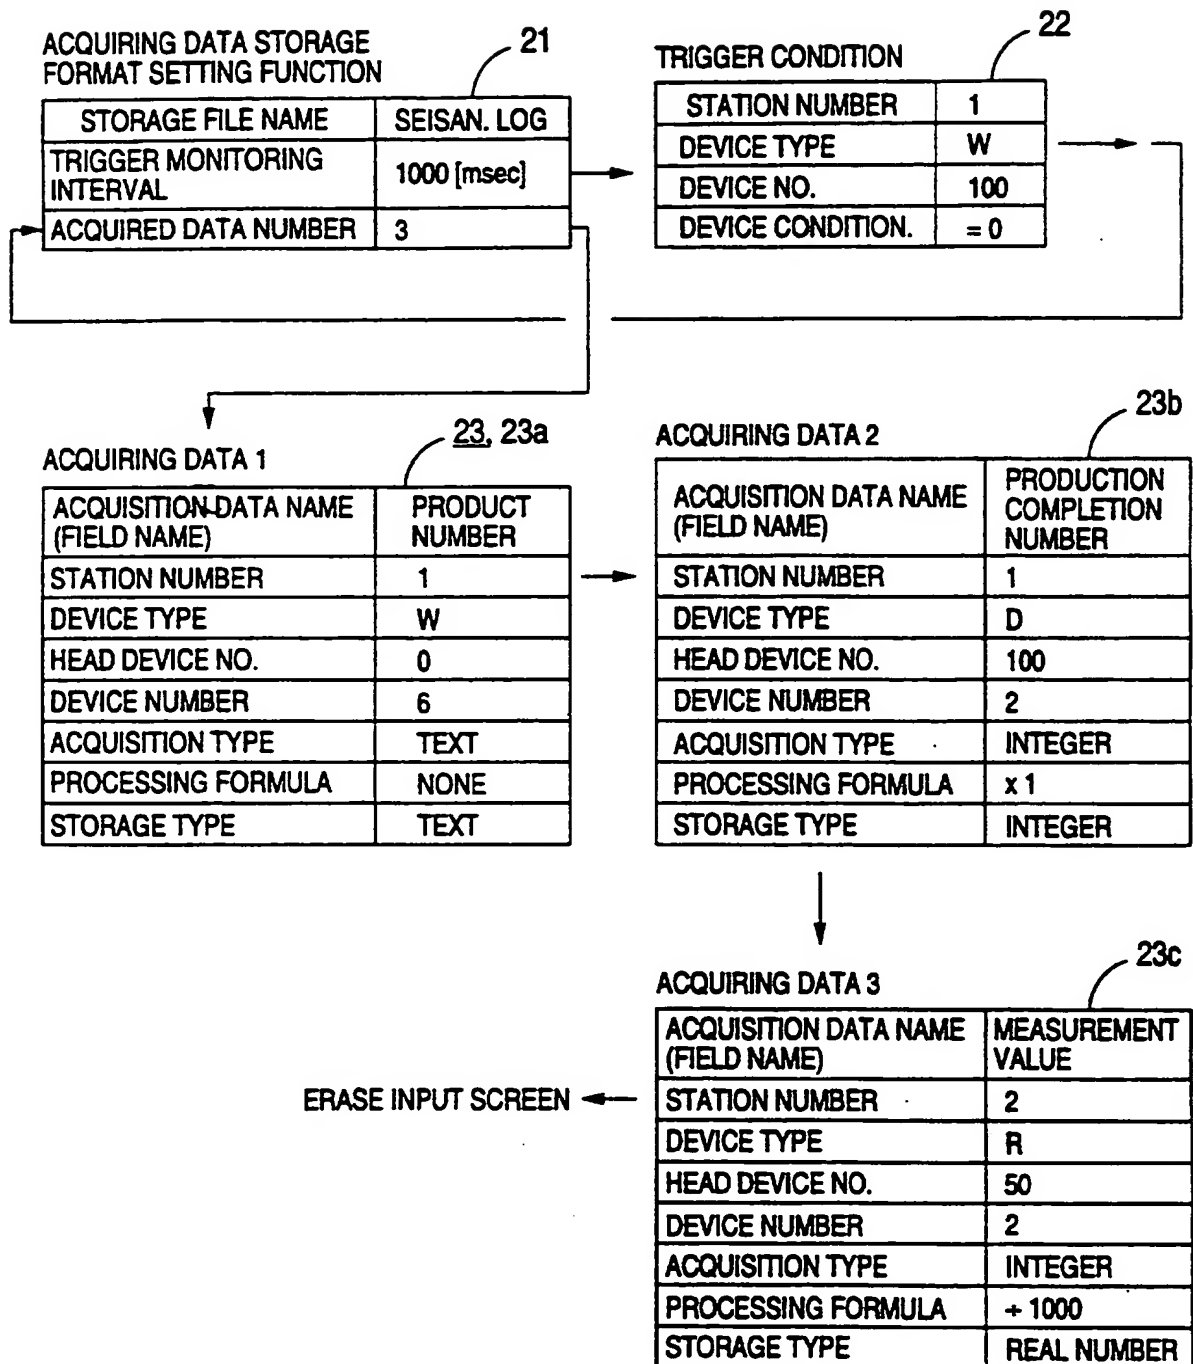 ACQUIRING DATA STORAGE
FORMAT SETTING FUNCTION
21
STORAGE FILE NAME SEISAN. LOG
TRIGGER MONITORING
INTERVAL 1000 [msec]
ACQUIRED DATA NUMBER 3
22
TRIGGER CONDITION
STATION NUMBER 1
DEVICE TYPE W
DEVICE NO. 100
DEVICE CONDITION. = 0
23, 23a
ACQUIRING DATA 1
ACQUISITION DATA NAME PRODUCT
(FIELD NAME) NUMBER
STATION NUMBER 1
DEVICE TYPE W
HEAD DEVICE NO. 0
DEVICE NUMBER 6
ACQUISITION TYPE TEXT
PROCESSING FORMULA NONE
STORAGE TYPE TEXT
23b
ACQUIRING DATA 2
ACQUISITION DATA NAME
(FIELD NAME)
PRODUCTION
COMPLETION
NUMBER
STATION NUMBER 1
DEVICE TYPE D
HEAD DEVICE NO. 100
DEVICE NUMBER 2
ACQUISITION TYPE INTEGER
PROCESSING FORMULA x 1
STORAGE TYPE INTEGER
23c
ACQUIRING DATA 3
ACQUISITION DATA NAME MEASUREMENT
(FIELD NAME) VALUE
STATION NUMBER 2
DEVICE TYPE R
HEAD DEVICE NO. 50
DEVICE NUMBER 2
ACQUISITION TYPE INTEGER
PROCESSING FORMULA ÷ 1000
STORAGE TYPE REAL NUMBER
ERASE INPUT SCREEN